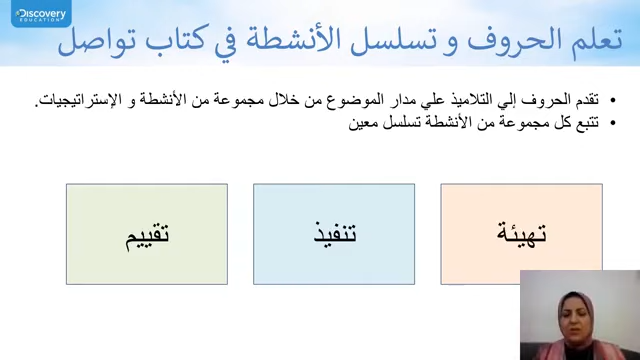 Discovery
EDUCATION
تعلم الحروف و تسلسل الأنشطة في كتاب تواصل
• تقدم الحروف إلي التلاميذ علي مدار الموضوع من خلال مجموعة من الأنشطة و الإستراتيجيات.
• تتبع كل مجموعة من الأنشطة تسلسل معين
تهيئة
تنفيذ
تقييم